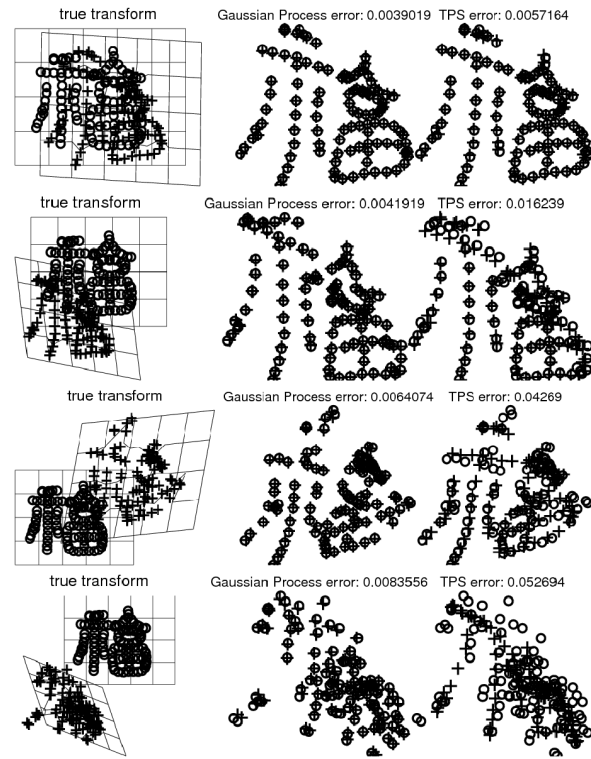 true transform Gaussian Process error: 0.0039019 TPS error: 0.0057164
true transform Gaussian Process error: 0.0041919 TPS error: 0.016239
true transform Gaussian Process error: 0.0064074 TPS error: 0.04269
true transform Gaussian Process error: 0.0083556 TPS error: 0.052694